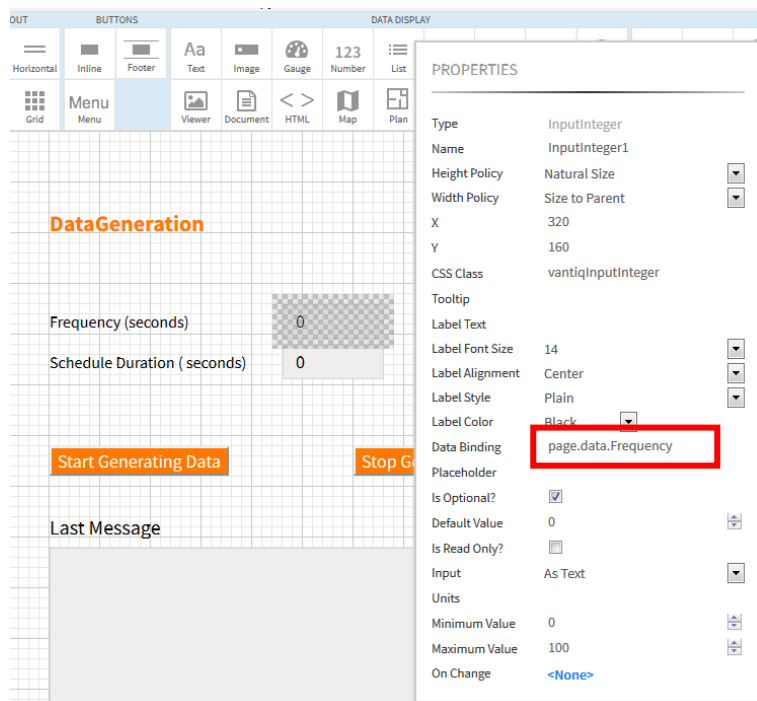 OUT BUTTONS DATA DISPLAY
Aa 123
Horizontal Inline Footer Text Image Gauge Number List
Menu < >
Grid Menu Viewer Document HTML Map Plan
PROPERTIES
Type InputInteger
Name InputInteger1
Height Policy Natural Size
Width Policy Size to Parent
X 320
Y 160
CSS Class vantiqInputInteger
Tooltip
Label Text
Label Font Size 14
Label Alignment Center
Label Style Plain
Label Color Black
Data Binding page.data.Frequency
Placeholder
Is Optional?
Default Value 0
Is Read Only?
Input As Text
Units
Minimum Value 0
Maximum Value 100
On Change <None>
DataGeneration
Frequency (seconds) 0
Schedule Duration ( seconds) 0
Start Generating Data Stop G
Last Message